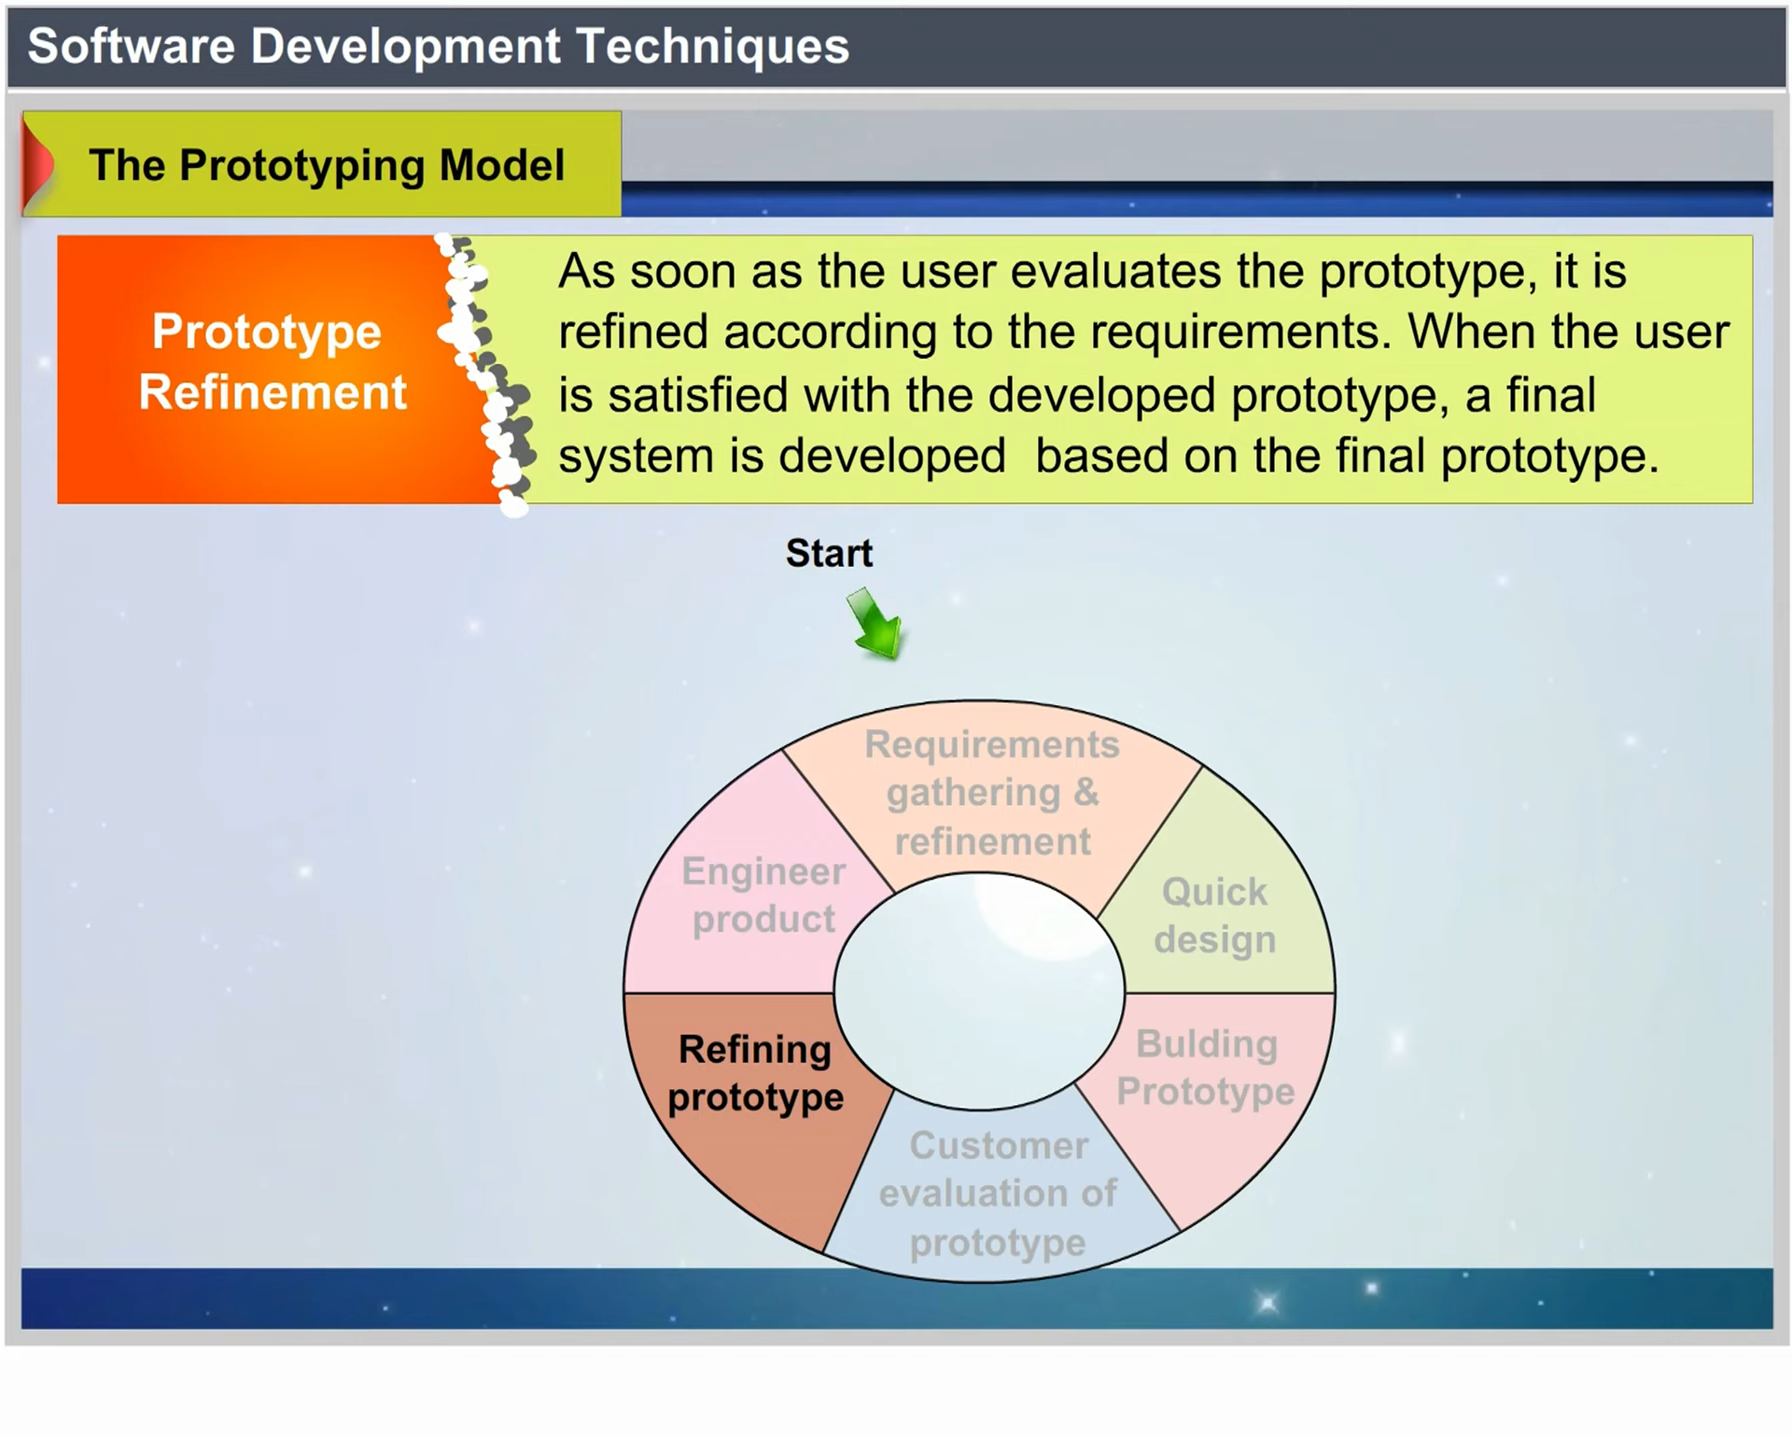 Software Development Techniques
The Prototyping Model
Prototype
Refinement
As soon as the user evaluates the prototype, it is
refined according to the requirements. When the user
is satisfied with the developed prototype, a final
system is developed  based on the final prototype.
Start
Requirements
gathering &
refinement
Quick
design
Bulding
Prototype
Customer
evaluation of
prototype
Refining
prototype
Engineer
product